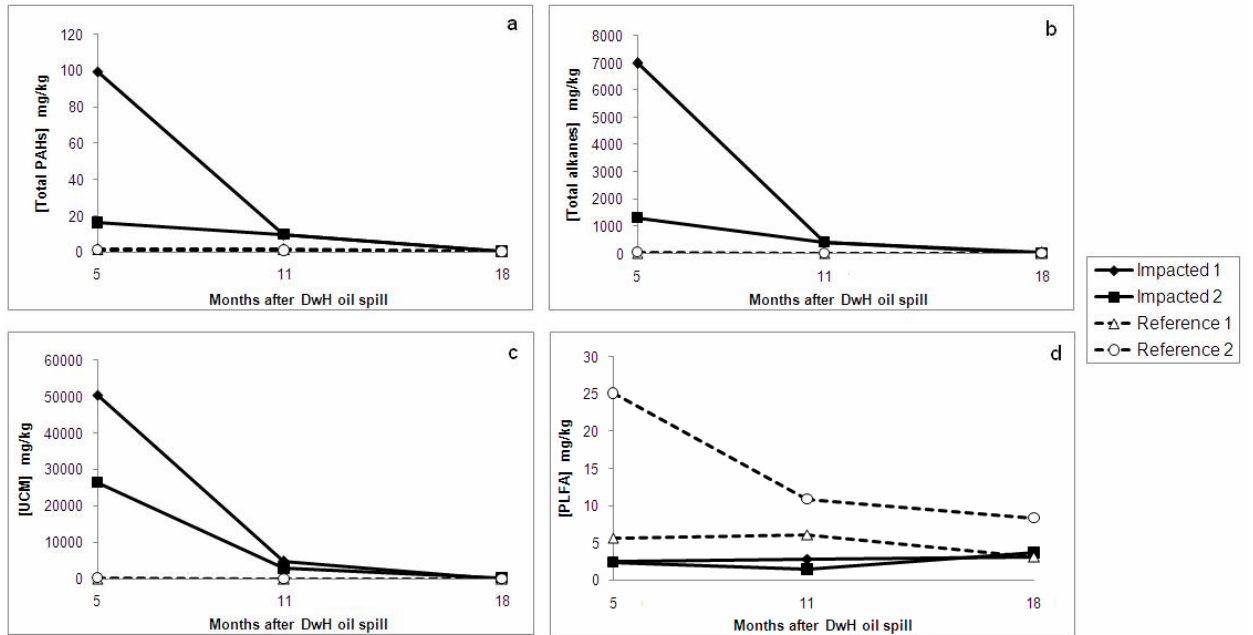 a
[Total PAHs] mg/kg
120
100
80
60
40
20
0
5 11 18
Months after DwH oil spill
b
[Total alkanes] mg/kg
8000
7000
6000
5000
4000
3000
2000
1000
0
5 11 18
Months after DwH oil spill
c
[UCM] mg/kg
60000
50000
40000
30000
20000
10000
0
5 11 18
Months after DwH oil spill
d
[PLFA] mg/kg
30
25
20
15
10
5
0
5 11 18
Months after DwH oil spill
Impacted 1
Impacted 2
Reference 1
Reference 2